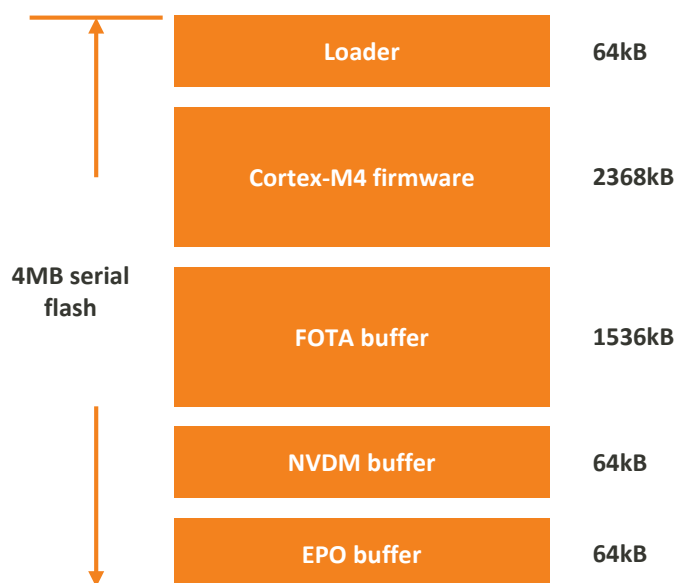 Loader
64kB
Cortex-M4 firmware
2368kB
4MB serial
flash
FOTA buffer
1536kB
NVDM buffer
64kB
EPO buffer
64kB